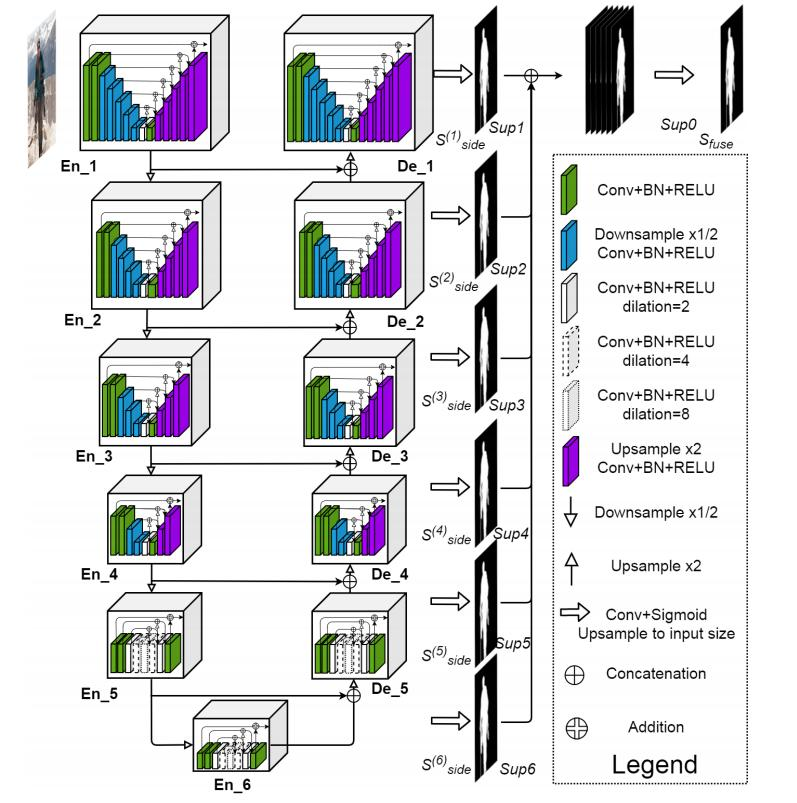 En_1
De_1
S(1)side
Sup1
Sup0
Sfuse
En_2
De_2
S(2)side
Sup2
En_3
De_3
S(3)side
Sup3
En_4
De_4
S(4)side
Sup4
En_5
De_5
S(5)side
Sup5
En_6
S(6)side
Sup6
Conv+BN+RELU
Downsample x1/2
Conv+BN+RELU
Conv+BN+RELU
dilation=2
Conv+BN+RELU
dilation=4
Conv+BN+RELU
dilation=8
Upsample x2
Conv+BN+RELU
Downsample x1/2
Upsample x2
Conv+Sigmoid
Upsample to input size
Concatenation
Addition
Legend